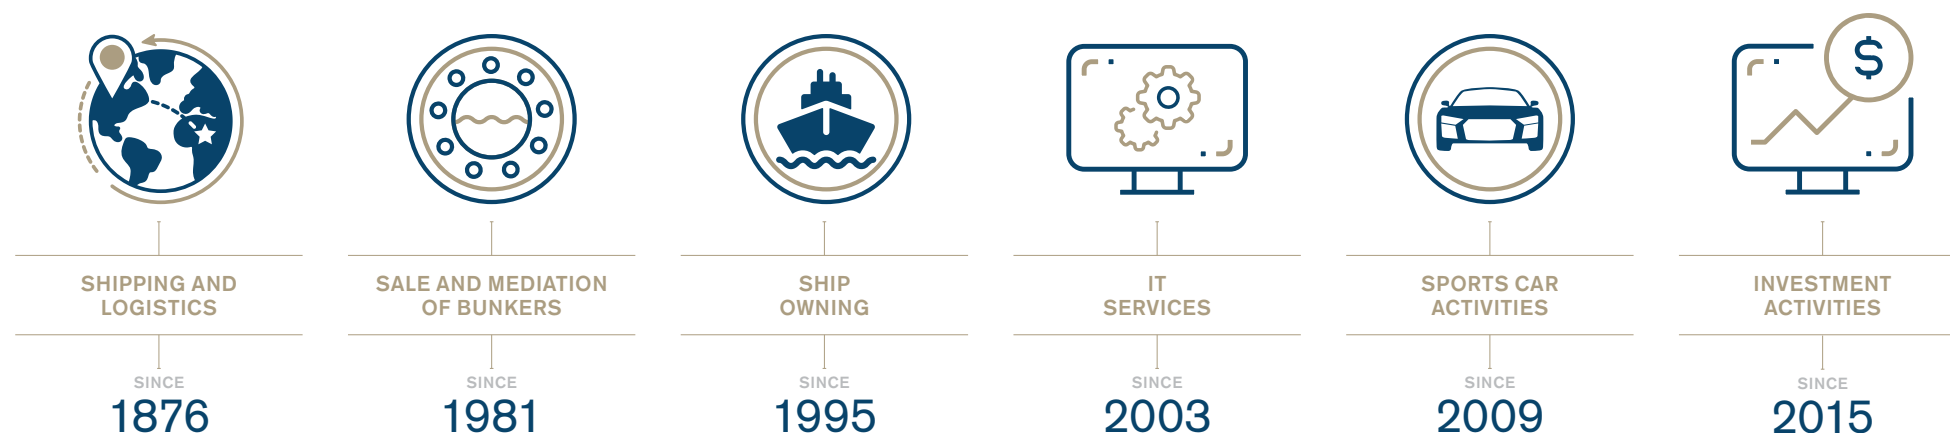 SHIPPING AND
LOGISTICS
SINCE
1876
SALE AND MEDIATION
OF BUNKERS
SINCE
1981
SHIP
OWNING
SINCE
1995
IT
SERVICES
SINCE
2003
SPORTS CAR
ACTIVITIES
SINCE
2009
$
INVESTMENT
ACTIVITIES
SINCE
2015